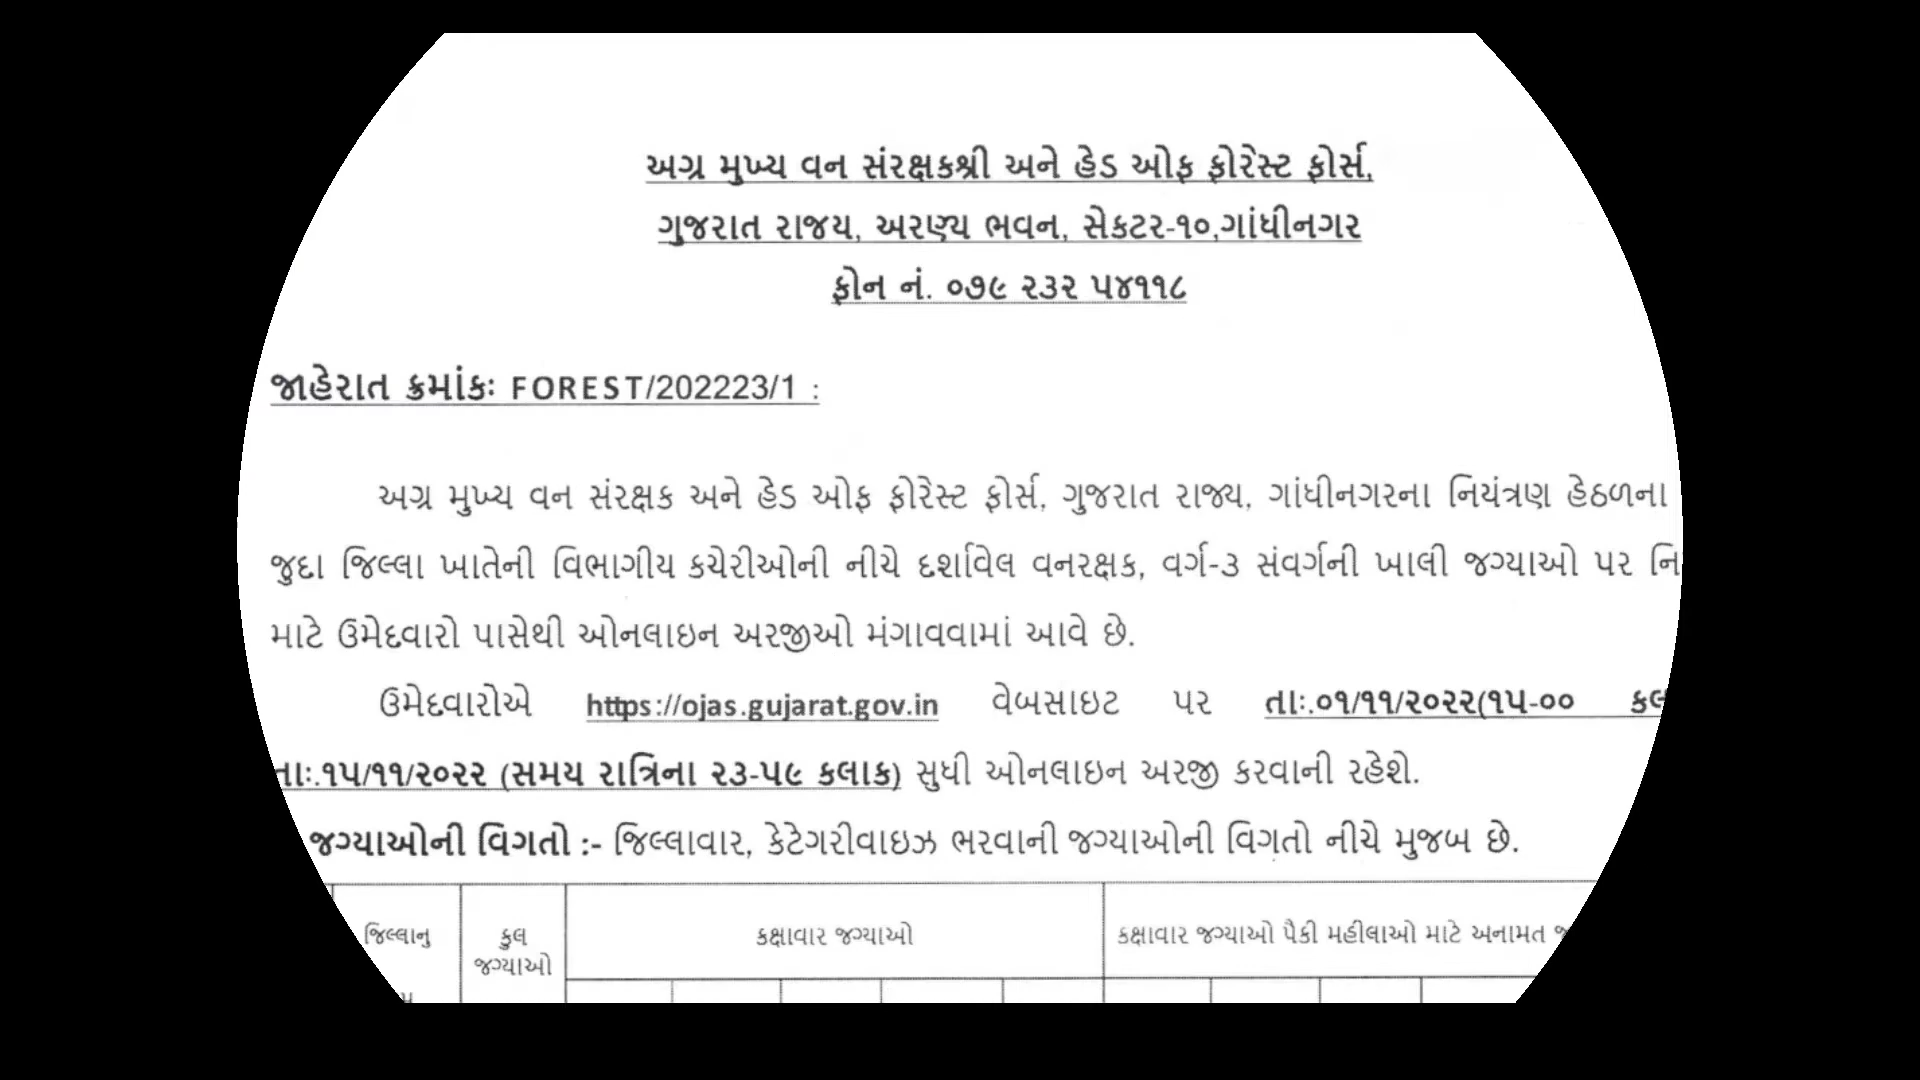 અગ્ર મુખ્ય વન સંરક્ષકશ્રી અને હેડ ઓફ ફોરેસ્ટ ફોર્સ,
ગુજરાત રાજય, અરણ્ય ભવન, સેકટર-૧૦,ગાંધીનગર
ફોન નં. ૦૭૯ ૨૩૨ ૫૪૧૧૮
જાહેરાત ક્રમાંકઃ FOREST/202223/1 :
અગ્ર મુખ્ય વન સંરક્ષક અને હેડ ઓફ ફોરેસ્ટ ફોર્સ, ગુજરાત રાજ્ય, ગાંધીનગરના નિયંત્રણ હેઠળના
જુદા જિલ્લા ખાતેની વિભાગીય કચેરીઓની નીચે દર્શાવેલ વનરક્ષક, વર્ગ-૩ સંવર્ગની ખાલી જગ્યાઓ પર
માટે ઉમેદવારો પાસેથી ઓનલાઇન અરજીઓ મંગાવવામાં આવે છે.
ઉમેદવારોએ https://ojas.gujarat.gov.in વેબસાઇટ પર તાઃ.૦૧/૧૧/૨૦૨૨(૧૫-૦૦
તાઃ.૧૫/૧૧/૨૦૨૨ (સમય રાત્રિના ૨૩-૫૯ કલાક) સુધી ઓનલાઇન અરજી કરવાની રહેશે.
જગ્યાઓની વિગતો :- જિલ્લાવાર, કેટેગરીવાઇઝ ભરવાની જગ્યાઓની વિગતો નીચે મુજબ છે.
જિલ્લાનુ
કુલ
જગ્યાઓ
કક્ષાવાર જગ્યાઓ
કક્ષાવાર જગ્યાઓ પૈકી મહીલાઓ માટે અનામત